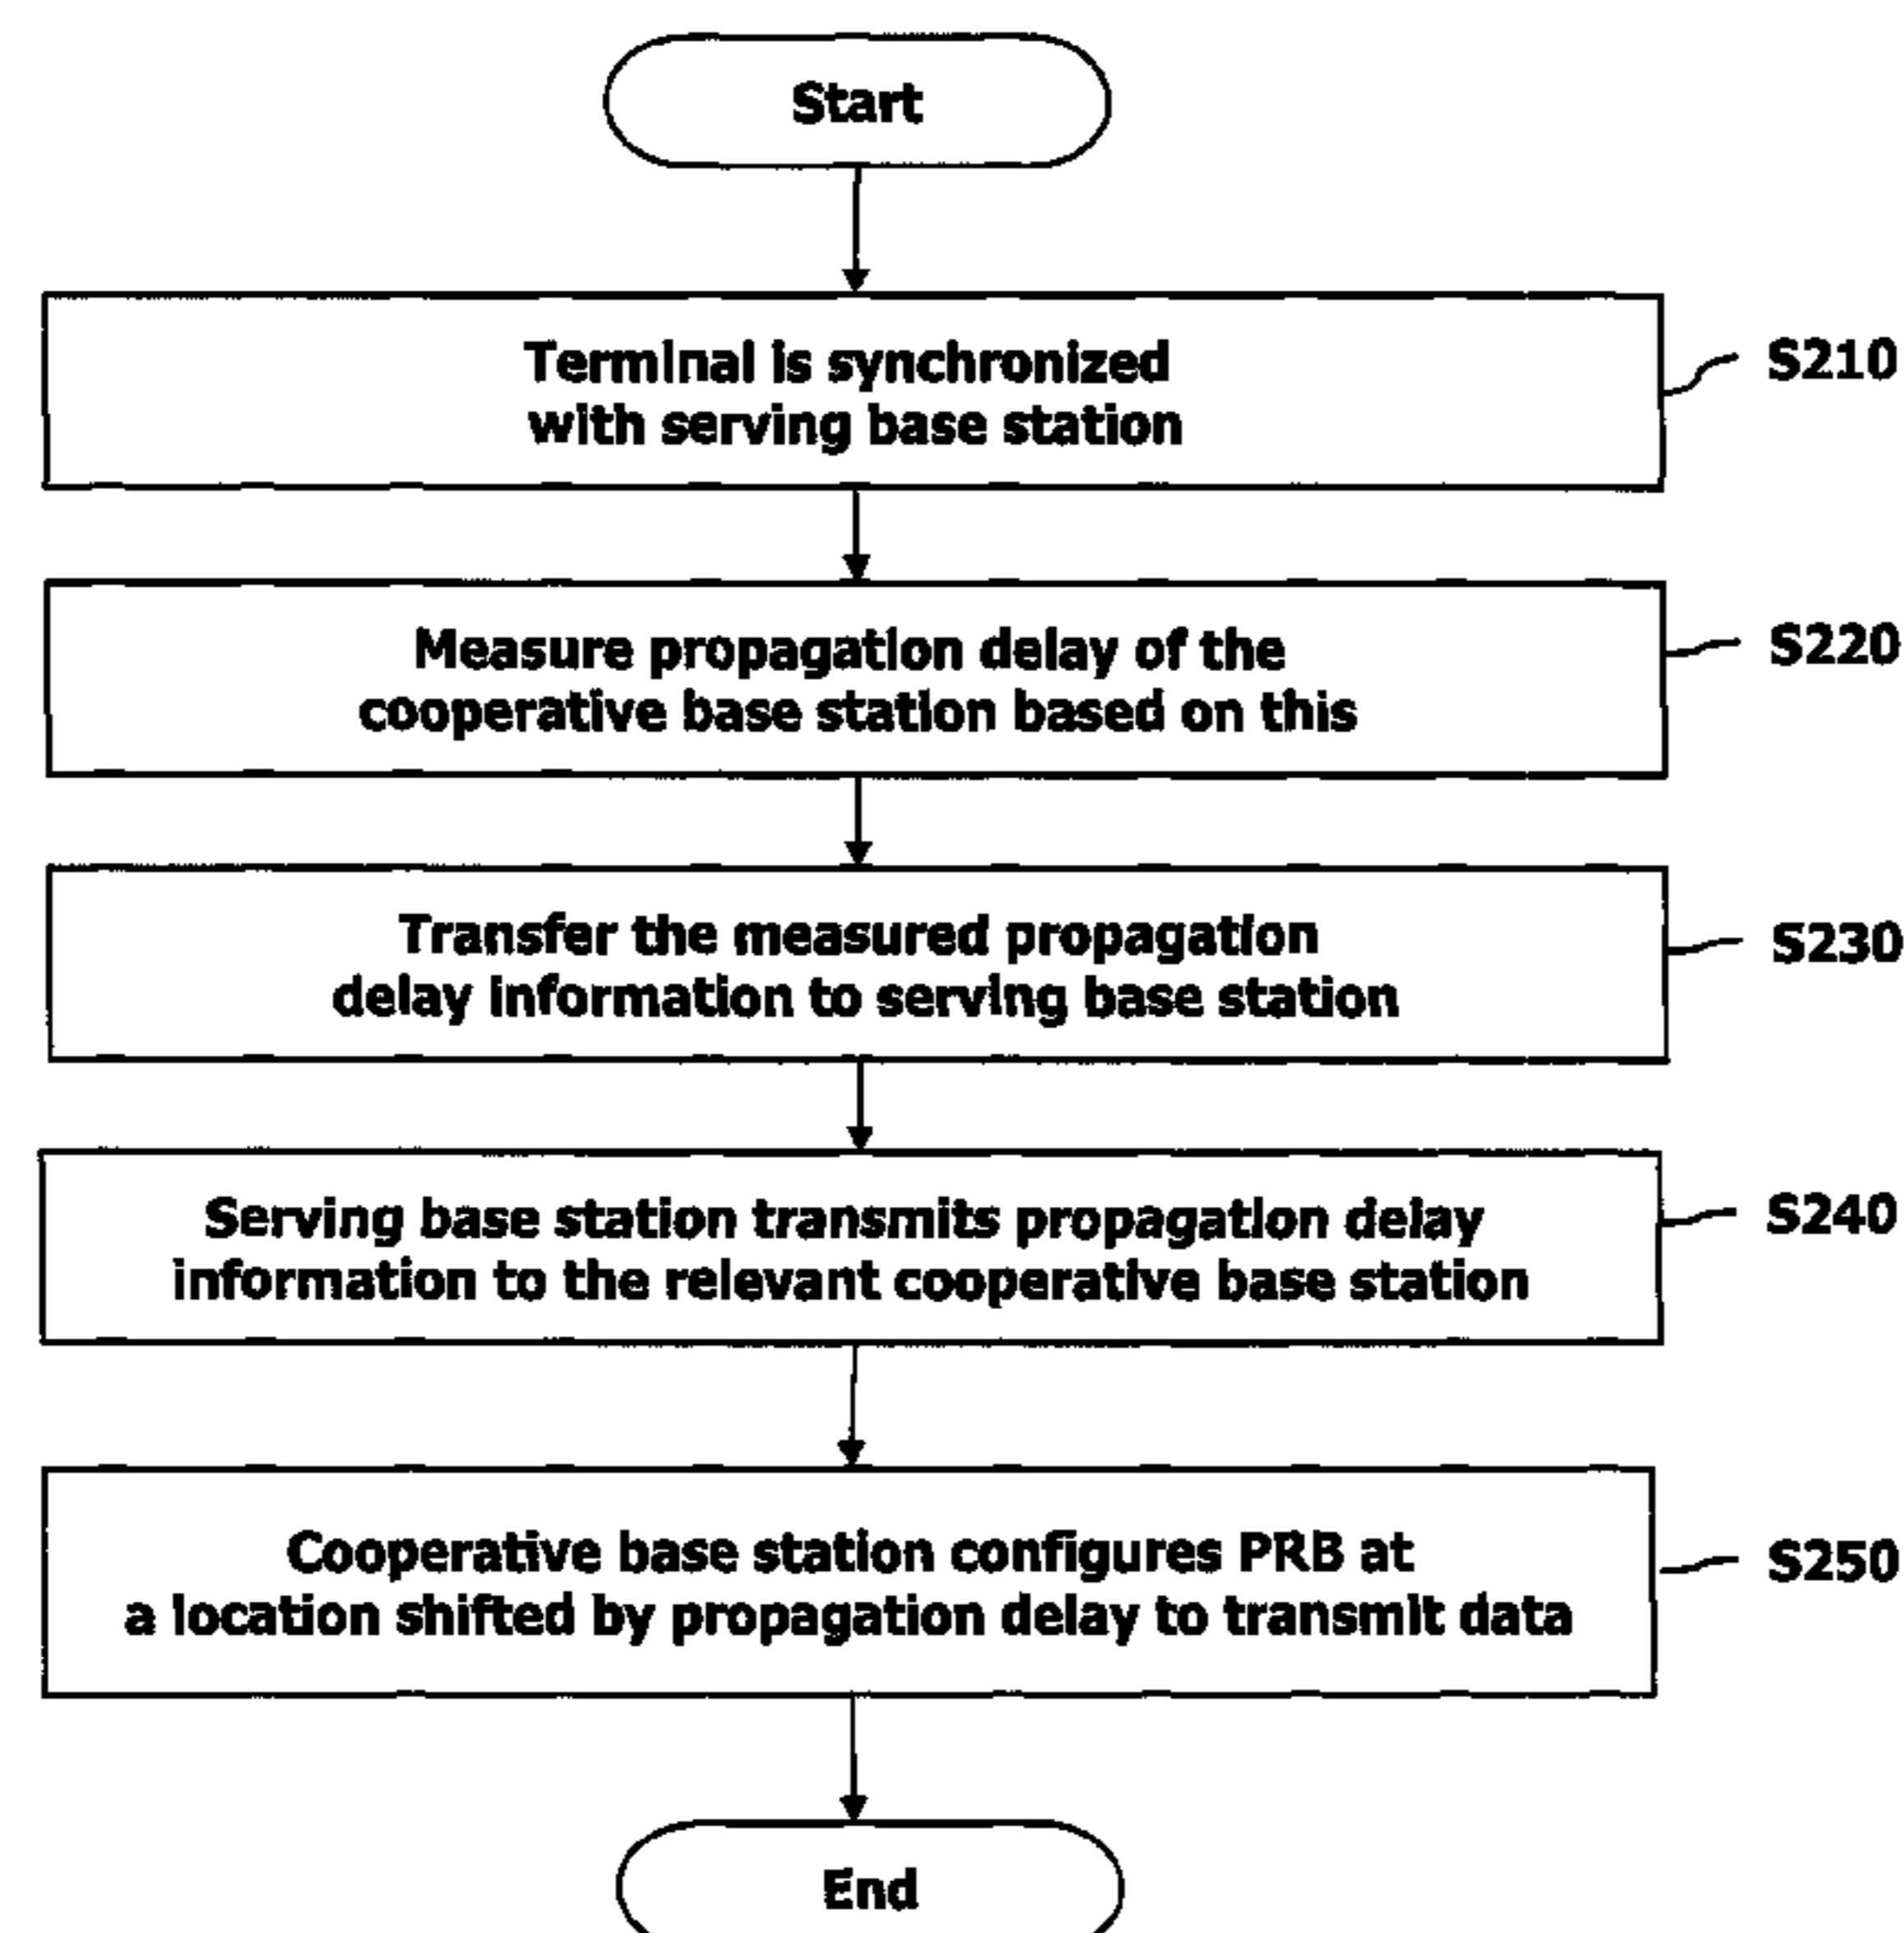 Start
Terminal is synchronized
with serving base station
S210
Measure propagation delay of the
cooperative base station based on this
S220
Transfer the measured propagation
delay information to serving base station
S230
Serving base station transmits propagation delay
information to the relevant cooperative base station
S240
Cooperative base station configures PRB at
a location shifted by propagation delay to transmit data
S250
End